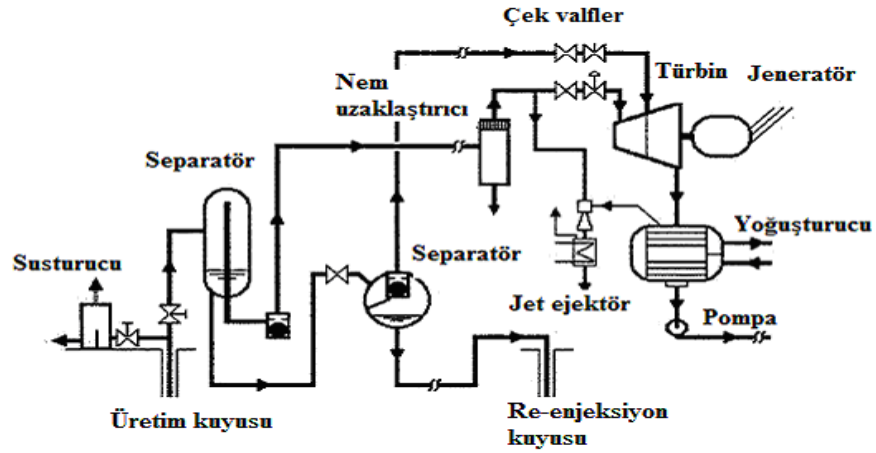 Çek valfler
Türbin
Jeneratör
Nem
uzaklaştırıcı
Separatör
Separatör
Yoğuşturucu
Susturucu
Jet ejektör
Pompa
Üretim kuyusu
Re-enjeksiyon
kuyusu